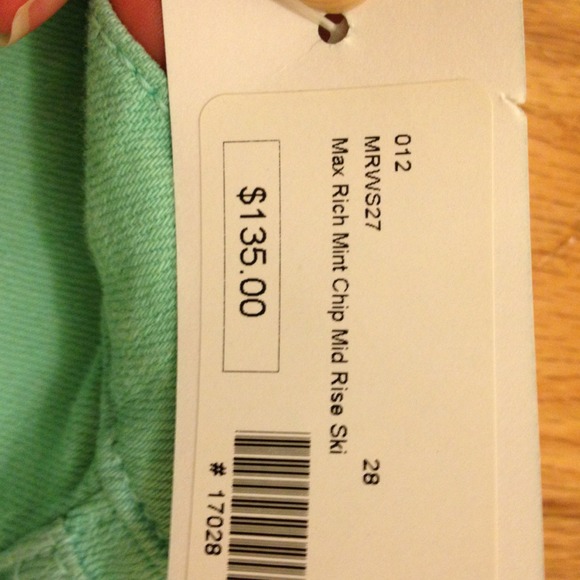 012
MRWS27 28
Max Rich Mint Chip Mid Rise Ski
$135.00
# 17028